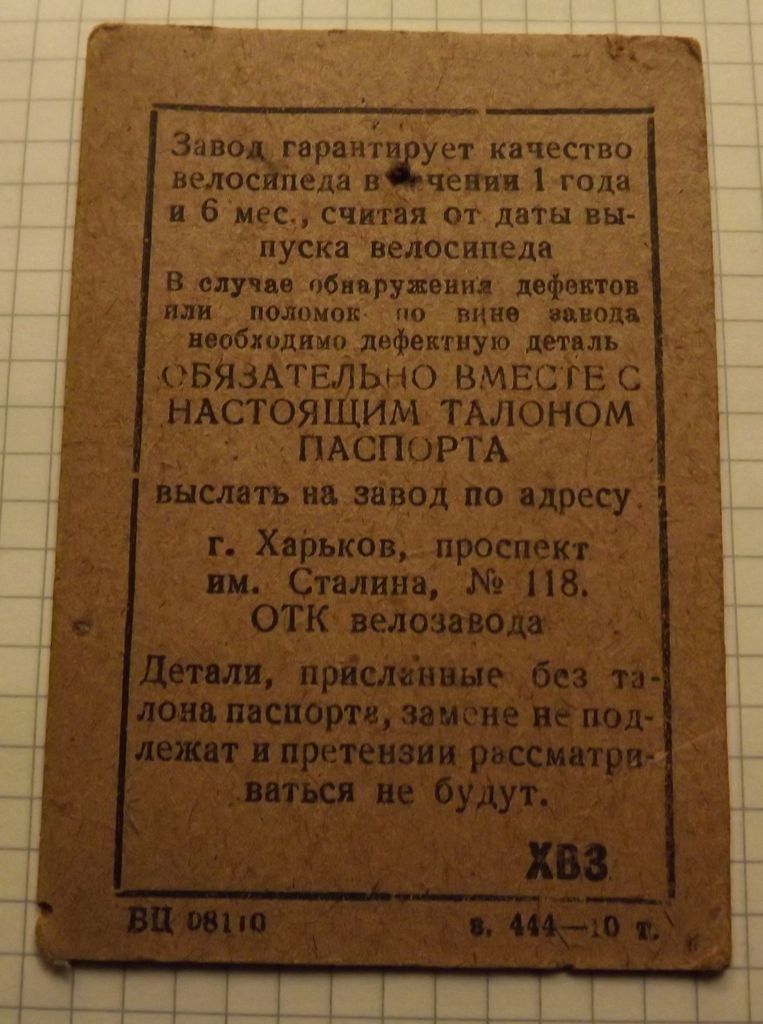 Завод гарантирует качество
велосипеда в течении 1 года
и 6 мес., считая от даты вы-
пуска велосипеда
В случае обнаружения дефектов
или поломок по вине завода
необходимо дефектную деталь
ОБЯЗАТЕЛЬНО ВМЕСТЕ С
НАСТОЯЩИМ ТАЛОНОМ
ПАСПОРТА
выслать на завод по адресу
г. Харьков, проспект
им. Сталина, № 118.
ОТК велозавода
Детали, присланные без та-
лона паспорта, замене не под-
лежат и претензии рассматри-
ваться не будут.
ХВЗ
БЦ 08110 з. 444—10 т.